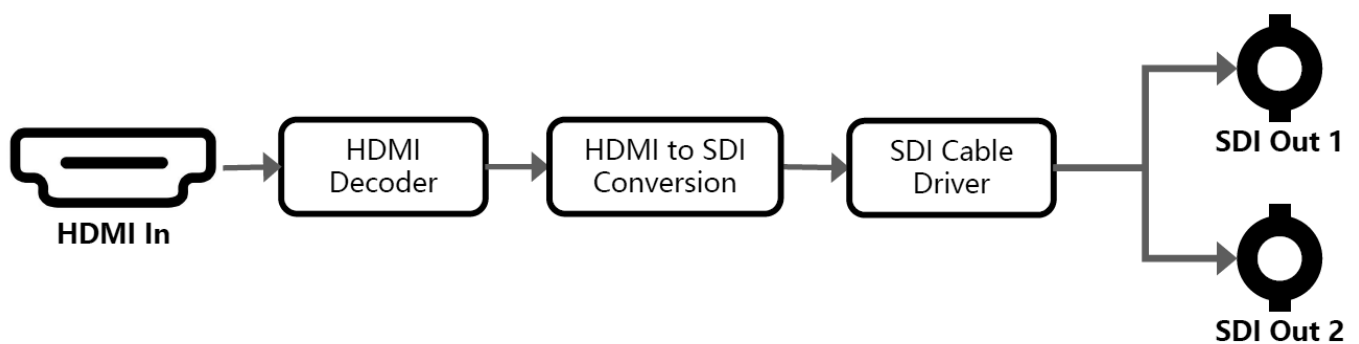 HDMI In
HDMI
Decoder
HDMI to SDI
Conversion
SDI Cable
Driver
SDI Out 1
SDI Out 2